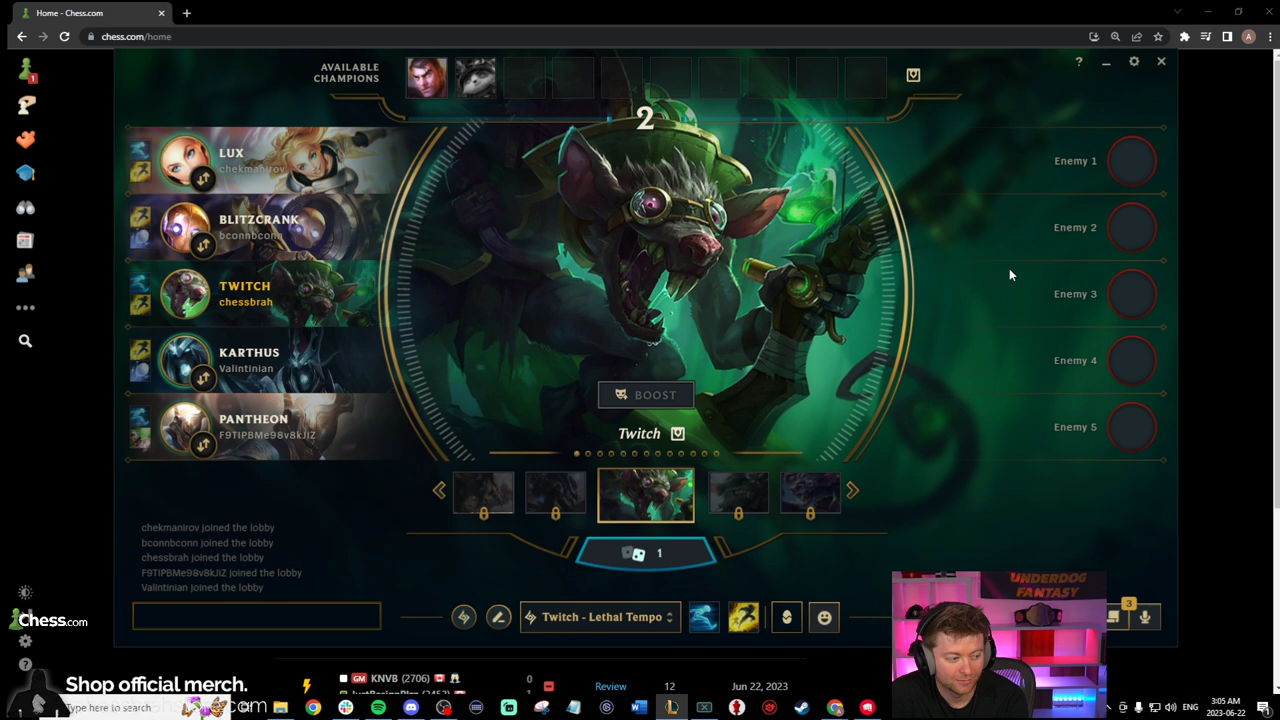 Home - Chess.com
chess.com/home
A
1
AVAILABLE
CHAMPIONS
2
LUX
chekmanirov
BLITZCRANK
bconnbconn
TWITCH
chessbrah
KARTHUS
Valintinian
PANTHEON
F9TIPBMe98v8kJIZ
Enemy 1
Enemy 2
Enemy 3
Enemy 4
Enemy 5
BOOST
Twitch
1
chekmanirov joined the lobby
bconnbconn joined the lobby
chessbrah joined the lobby
F9TIPBMe98v8kJIZ joined the lobby
Valintinian joined the lobby
Twitch - Lethal Tempo
3
UNDERDOG
FANTASY
Chess.com
Shop official merch.
GM KNVB (2706)
0
Review
12
Jun 22, 2023
Type here to search
ENG
3:05 AM
2023-06-22